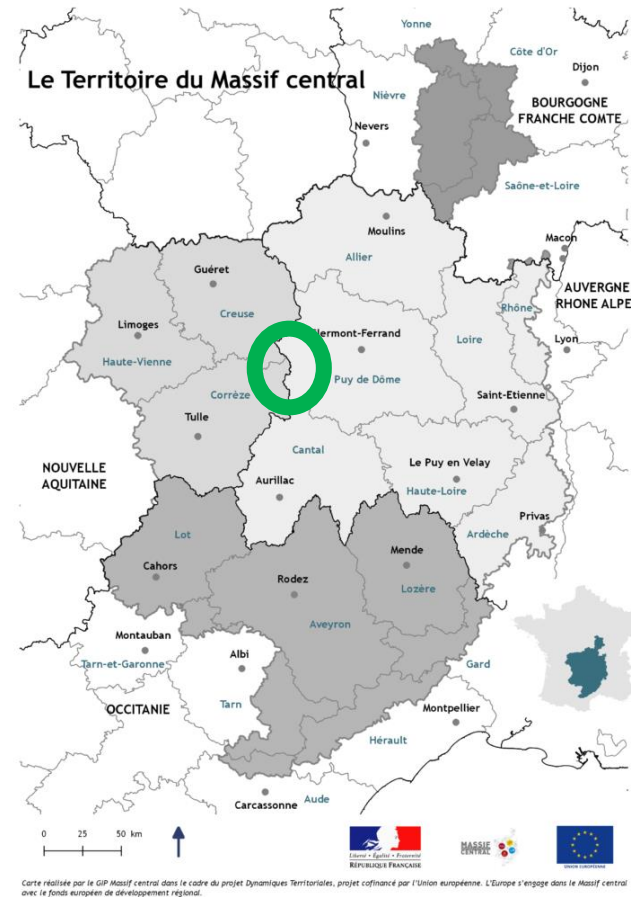 Yonne
Côte d'Or
Le Territoire du Massif central
Dijon
Nièvre
BOURGOGNE
FRANCHE COMTE
Nevers
Saône-et-Loire
Moulins
Macon
Allier
Guéret
AUVERGNE
RHONE ALPE
Creuse
Rhône
Limoges
lermont-Ferrand
Loire
Lyon
Haute-Vienne
Puy de Dôme
Corrèze
Saint-Etienne
Tulle
Cantal
NOUVELLE
AQUITAINE
Le Puy en Velay
Aurillac
Haute-Loire
Privas
Lot
Ardèche
Mende
Cahors
Rodez
Lozère
Aveyron
Montauban
Albi
Tarn-et-Garonne
Gard
OCCITANIE
Tarn
Montpellier
Hérault
Carcassonne
Aude
0 25 50 km
Liberté • Égalité • Fraternité
RÉPUBLIQUE FRANÇAISE
MASSIF
CENTRAL
UNION EUROPÉENNE
Carte réalisée par le GIP Massif central dans le cadre du projet Dynamiques Territoriales, projet cofinancé par l'Union européenne. L'Europe s'engage dans le Massif central
avec le fonds européen de développement régional.